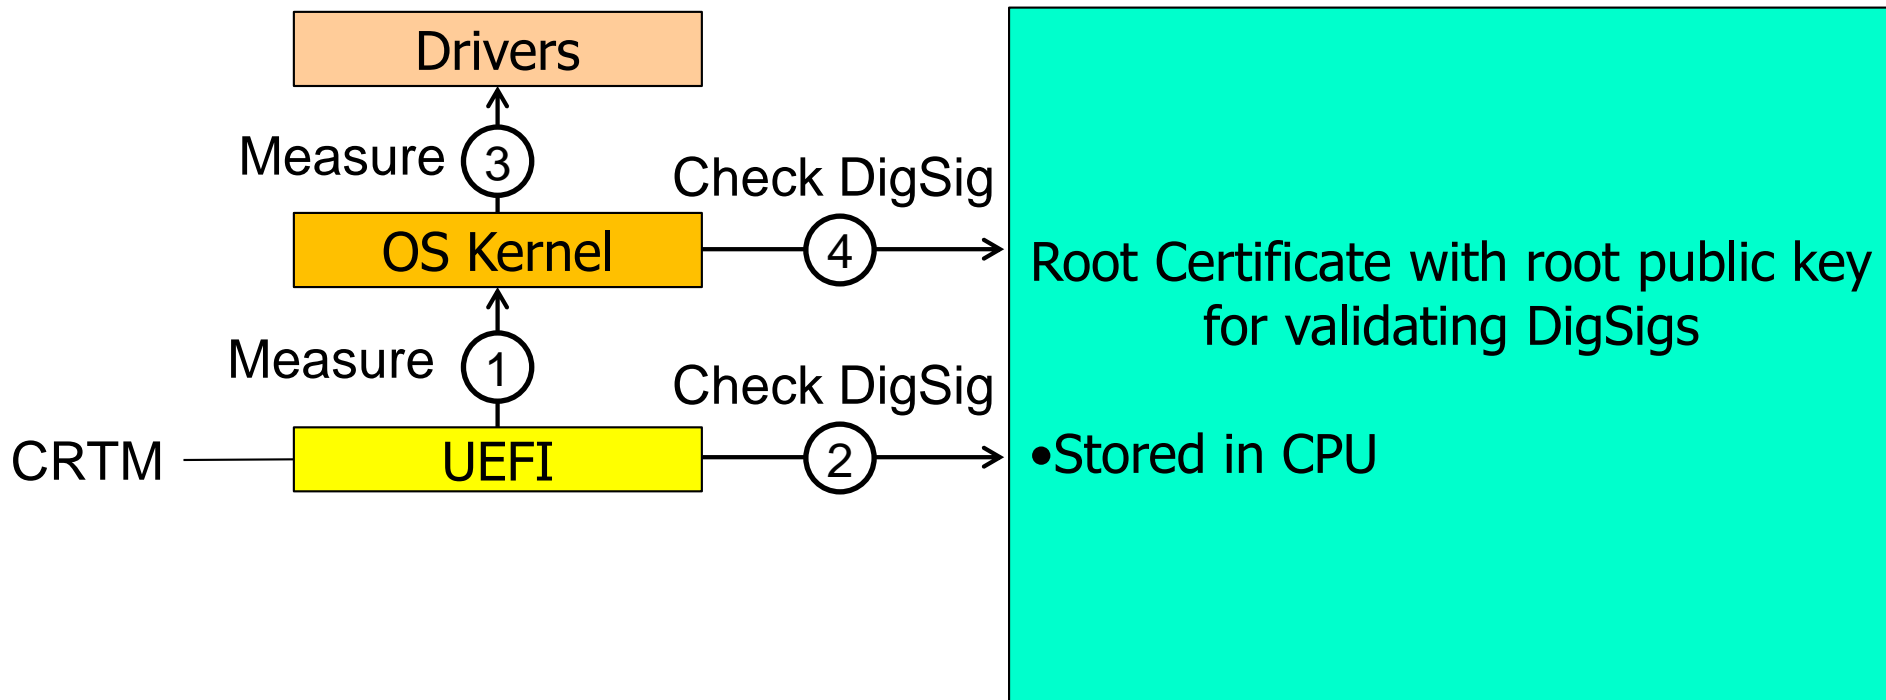 Drivers
Measure 3
Check DigSig
OS Kernel
4
Root Certificate with root public key
for validating DigSigs
Measure 1
Check DigSig
CRTM
UEFI
2
•Stored in CPU